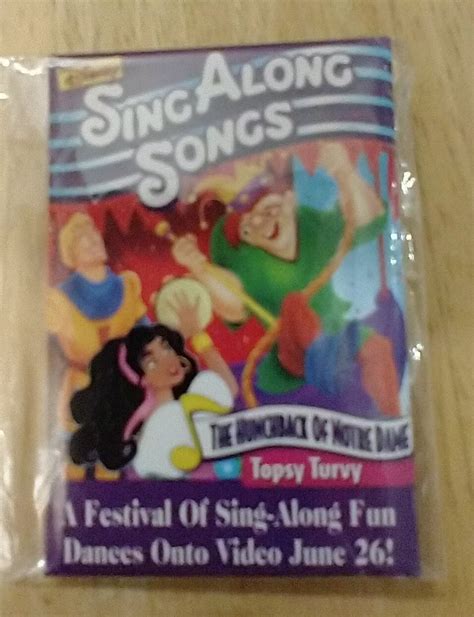 Disney
SING ALONG
SONGS
THE HUNCHBACK OF NOTRE DAME
Topsy Turvy
A Festival Of Sing-Along Fun
Dances Onto Video June 26!